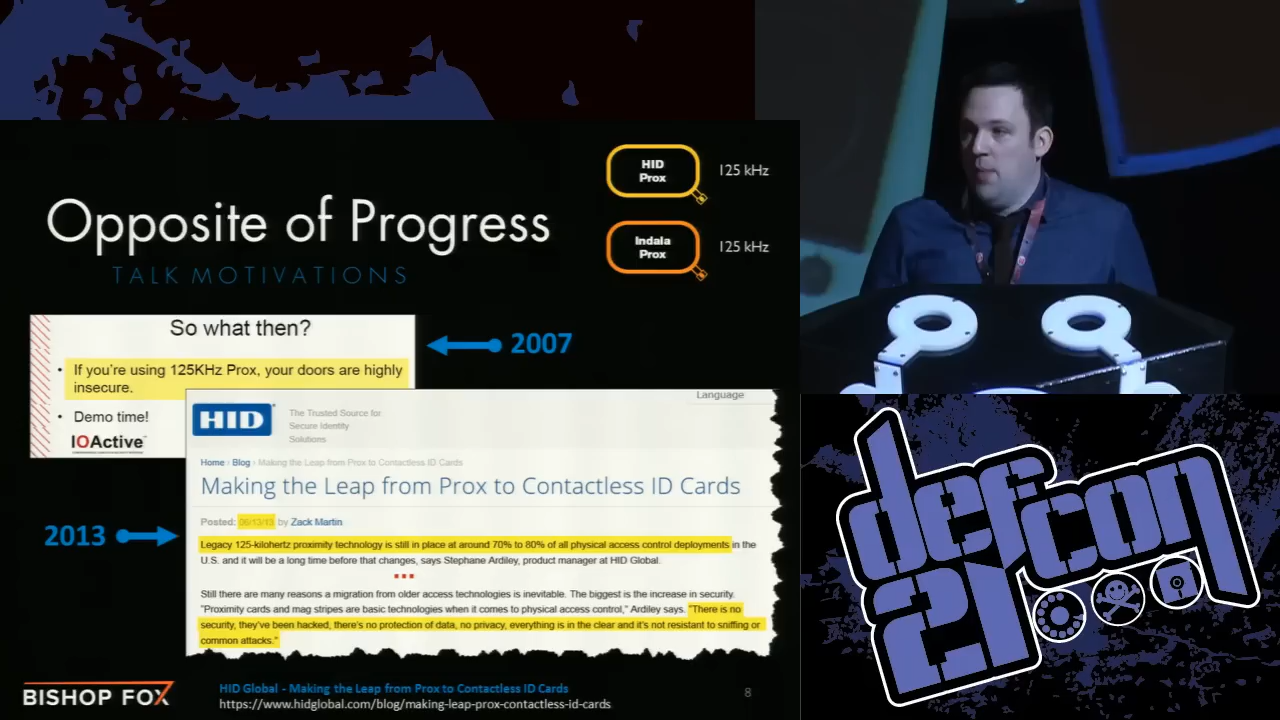 HID
Prox
125 kHz
Opposite of Progress
Indala
Prox
125 kHz
TALK MOTIVATIONS
So what then?
2007
• If you're using 125KHz Prox, your doors are highly
insecure.
• Demo time!
IOActive
Language
HID
The Trusted Source for
Secure Identity
Solutions
Home › Blog › Making the Leap from Prox to Contactless ID Cards
Making the Leap from Prox to Contactless ID Cards
Posted: 06/13/13 by Zack Martin
2013
Legacy 125-kilohertz proximity technology is still in place at around 70% to 80% of all physical access control deployments in the
U.S. and it will be a long time before that changes, says Stephane Ardiley, product manager at HID Global.
...
Still there are many reasons a migration from older access technologies is inevitable. The biggest is the increase in security.
"Proximity cards and mag stripes are basic technologies when it comes to physical access control," Ardiley says. "There is no
security, they've been hacked, there's no protection of data, no privacy, everything is in the clear and it's not resistant to sniffing or
common attacks."
BISHOP FOX
HID Global - Making the Leap from Prox to Contactless ID Cards
https://www.hidglobal.com/blog/making-leap-prox-contactless-id-cards
8
defcon
21